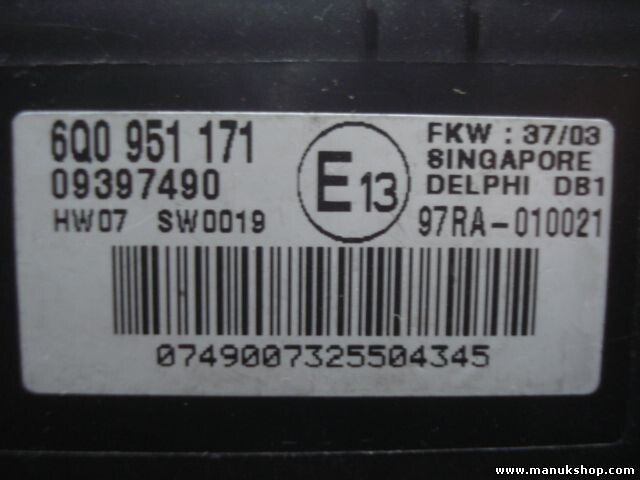 6Q0 951 171
09397490
HW07 SW0019
E13
FKW : 37/03
SINGAPORE
DELPHI DB1
97RA-010021
0749007325504345
www.manukshop.com